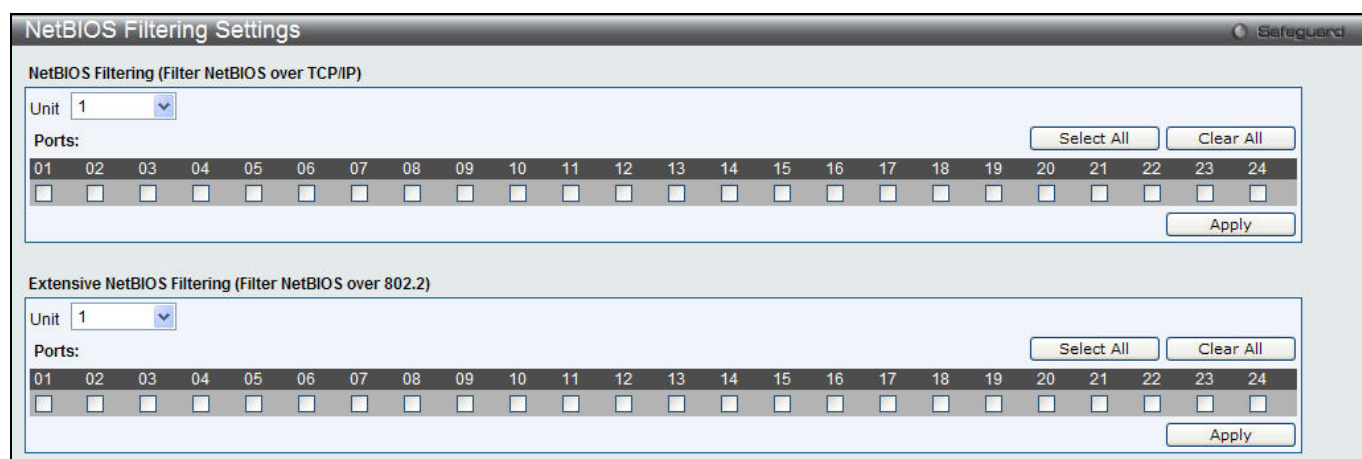 NetBIOS Filtering Settings
Safeguard
NetBIOS Filtering (Filter NetBIOS over TCP/IP)
Unit 1
Ports:
Select All Clear All
01 02 03 04 05 06 07 08 09 10 11 12 13 14 15 16 17 18 19 20 21 22 23 24
Apply
Extensive NetBIOS Filtering (Filter NetBIOS over 802.2)
Unit 1
Ports:
Select All Clear All
01 02 03 04 05 06 07 08 09 10 11 12 13 14 15 16 17 18 19 20 21 22 23 24
Apply